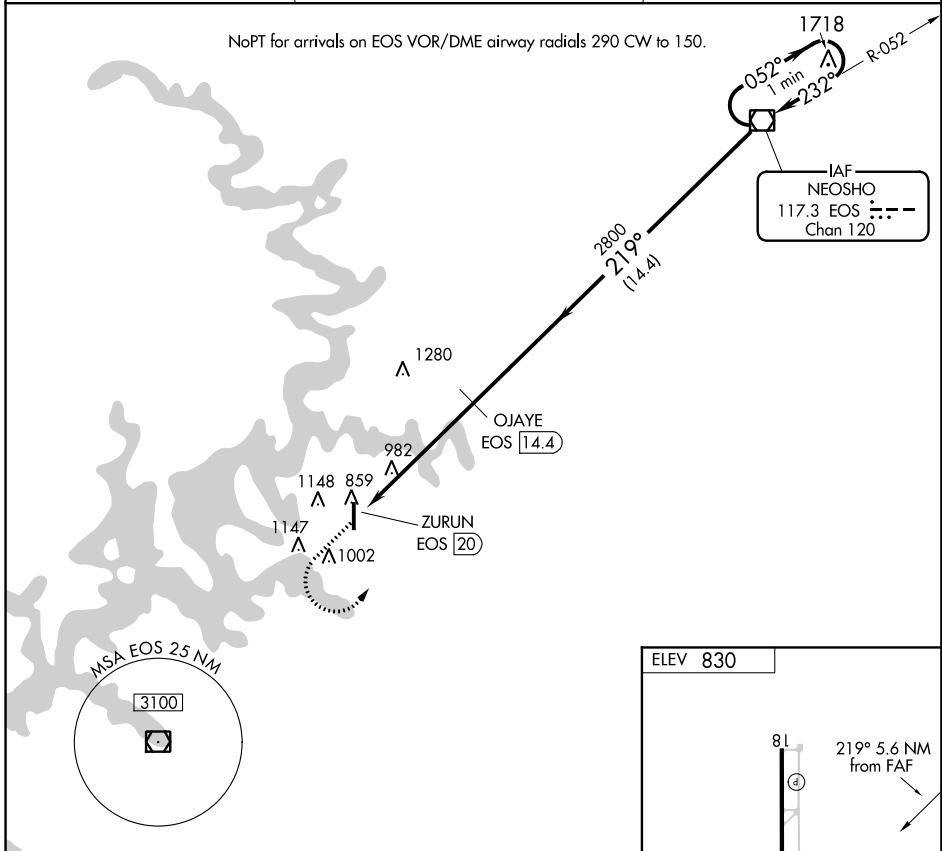 NoPT for arrivals on EOS VOR/DME airway radials 290 CW to 150.
1718
R-052
052°
1 min
232°
IAF
NEOSHO
117.3 EOS
Chan 120
2800
219°
(14.4)
1280
OJAYE
EOS 14.4
982
1148
859
ZURUN
EOS 20
1147
1002
MSA EOS 25 NM
3100
ELEV 830
18
219° 5.6 NM
from FAF
P